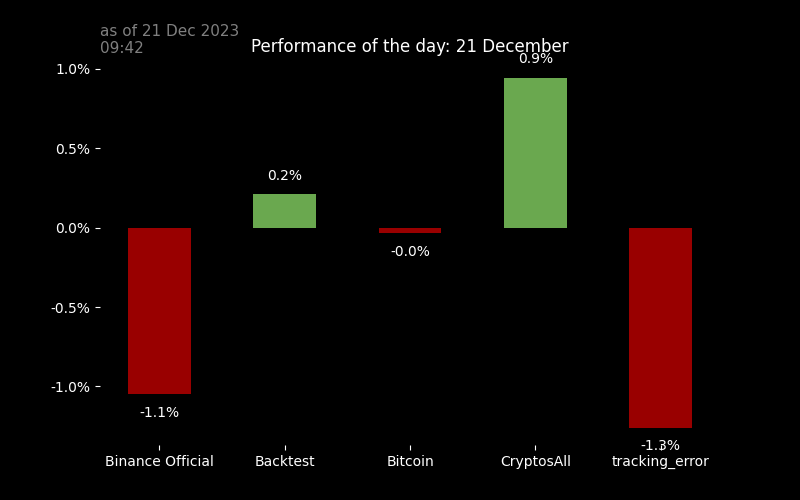 as of 21 Dec 2023
09:42
Performance of the day: 21 December
1.0%
0.5%
0.0%
-0.5%
-1.0%
-1.1%
0.2%
-0.0%
0.9%
-1.3%
Binance Official
Backtest
Bitcoin
CryptosAll
tracking_error